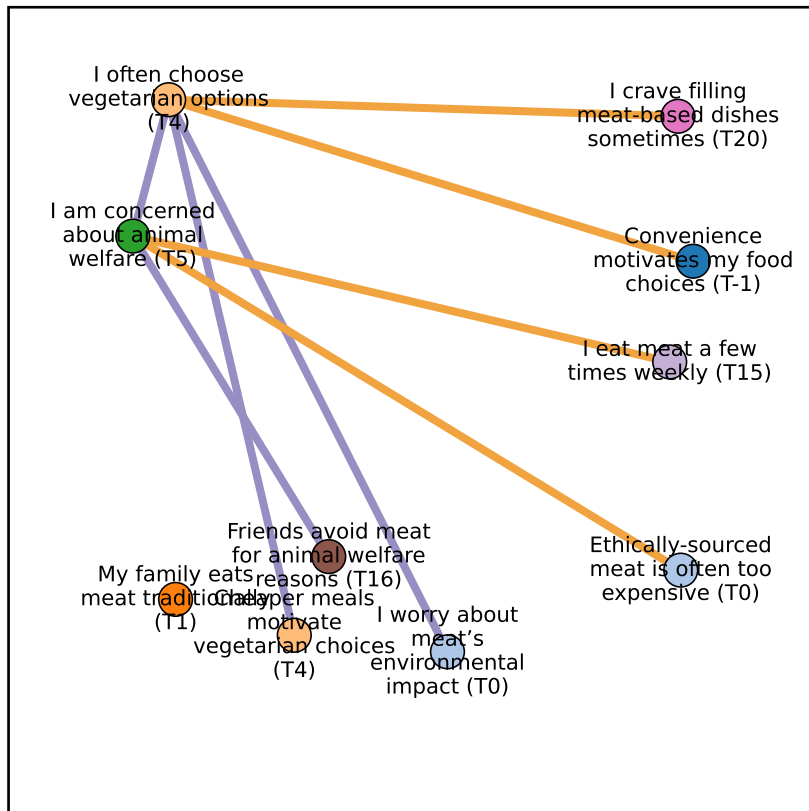 I often choose
vegetarian options
(T4)
I crave filling
meat-based dishes
sometimes (T20)
I am concerned
about animal
welfare (T5)
Convenience
motivates my food
choices (T-1)
I eat meat a few
times weekly (T15)
Friends avoid meat
for animal welfare
reasons (T16)
Ethically-sourced
meat is often too
expensive (T0)
My family eats
meat traditionally
(T1)
Cheaper meals
motivate
vegetarian choices
(T4)
I worry about
meat’s
environmental
impact (T0)